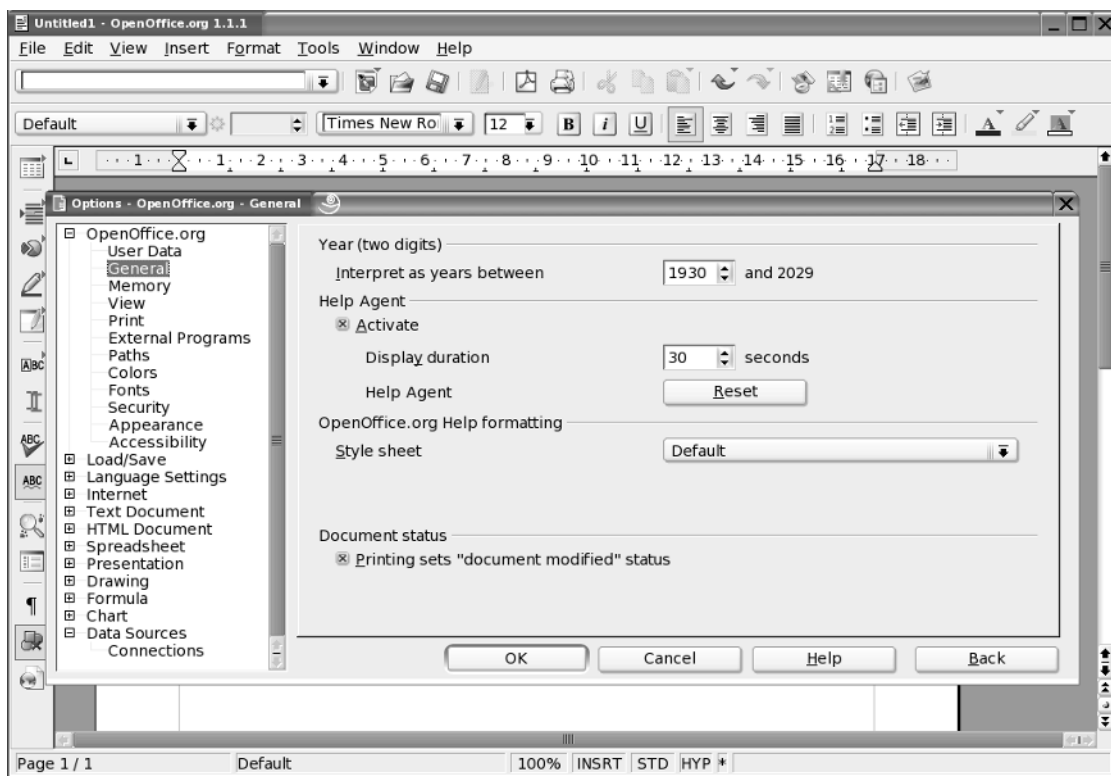 Untitled1 - OpenOffice.org 1.1.1
File Edit View Insert Format Tools Window Help
Default Times New Ro 12 B i U A A
1 1 2 3 4 5 6 7 8 9 10 11 12 13 14 15 16 17 18
Options - OpenOffice.org - General
OpenOffice.org
User Data
General
Memory
View
Print
External Programs
Paths
Colors
Fonts
Security
Appearance
Accessibility
Load/Save
Language Settings
Internet
Text Document
HTML Document
Spreadsheet
Presentation
Drawing
Formula
Chart
Data Sources
Connections
Year (two digits)
Interpret as years between 1930 and 2029
Help Agent
Activate
Display duration 30 seconds
Help Agent Reset
OpenOffice.org Help formatting
Style sheet Default
Document status
Printing sets "document modified" status
OK Cancel Help Back
ABC
ABC
ABC
¶
Page 1 / 1 Default 100% INSRT STD HYP *